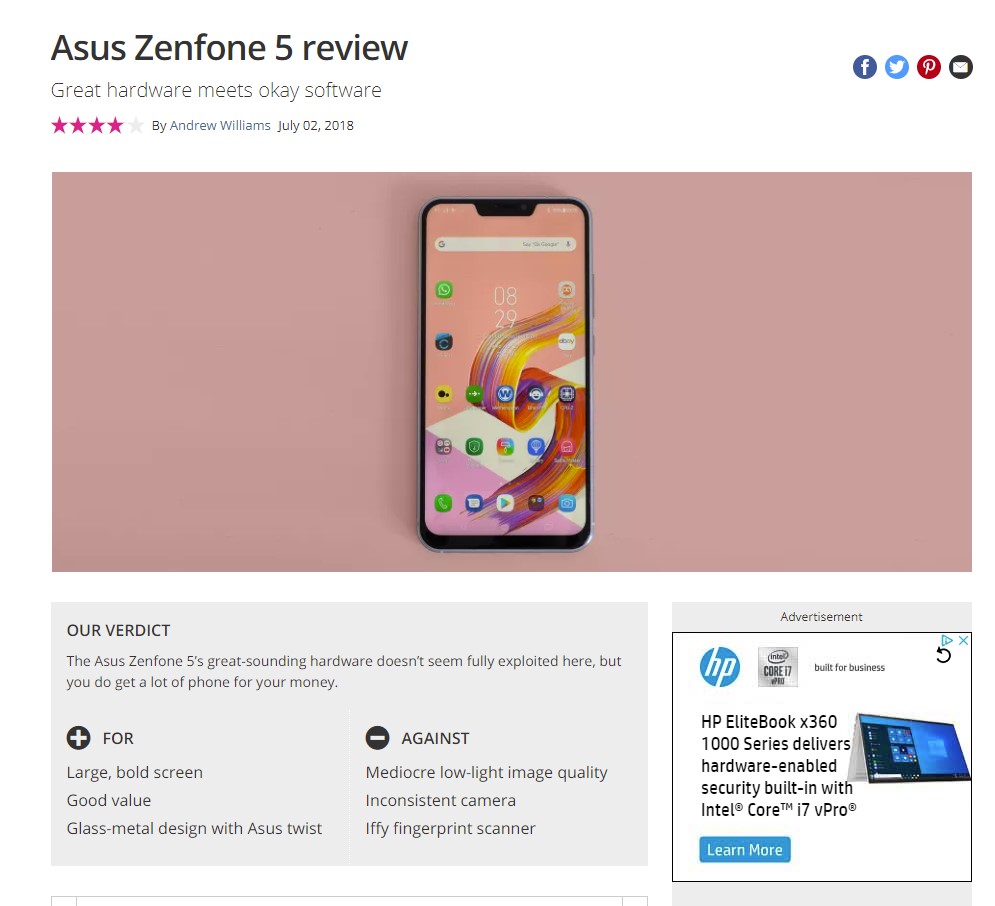 Asus Zenfone 5 review
Great hardware meets okay software
By Andrew Williams July 02, 2018
Say "Ok Google"
08
29
OUR VERDICT
The Asus Zenfone 5's great-sounding hardware doesn't seem fully exploited here, but
you do get a lot of phone for your money.
FOR
Large, bold screen
Good value
Glass-metal design with Asus twist
AGAINST
Mediocre low-light image quality
Inconsistent camera
Iffy fingerprint scanner
Advertisement
hp
intel
CORE i7
vPRO
built for business
HP EliteBook x360
1000 Series delivers
hardware-enabled
security built-in with
Intel® Core™ i7 vPro®
Learn More